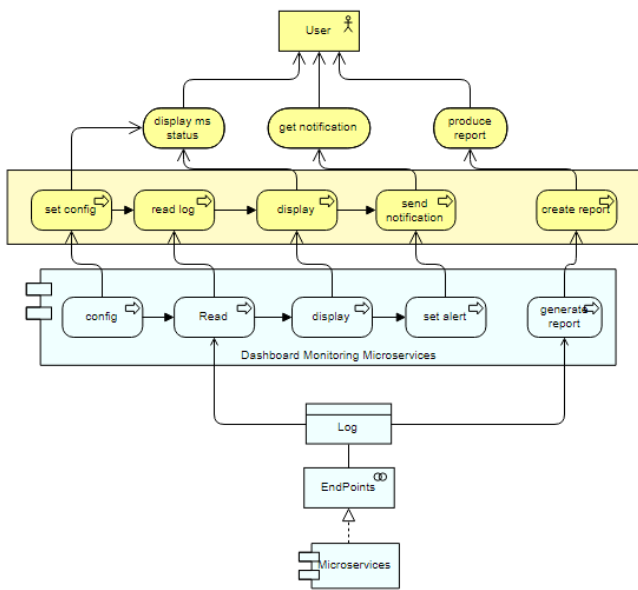 User
display ms
status
get notification
produce
report
set config
read log
display
send
notification
create report
config
Read
display
set alert
generate
report
Dashboard Monitoring Microservices
Log
EndPoints
Microservices